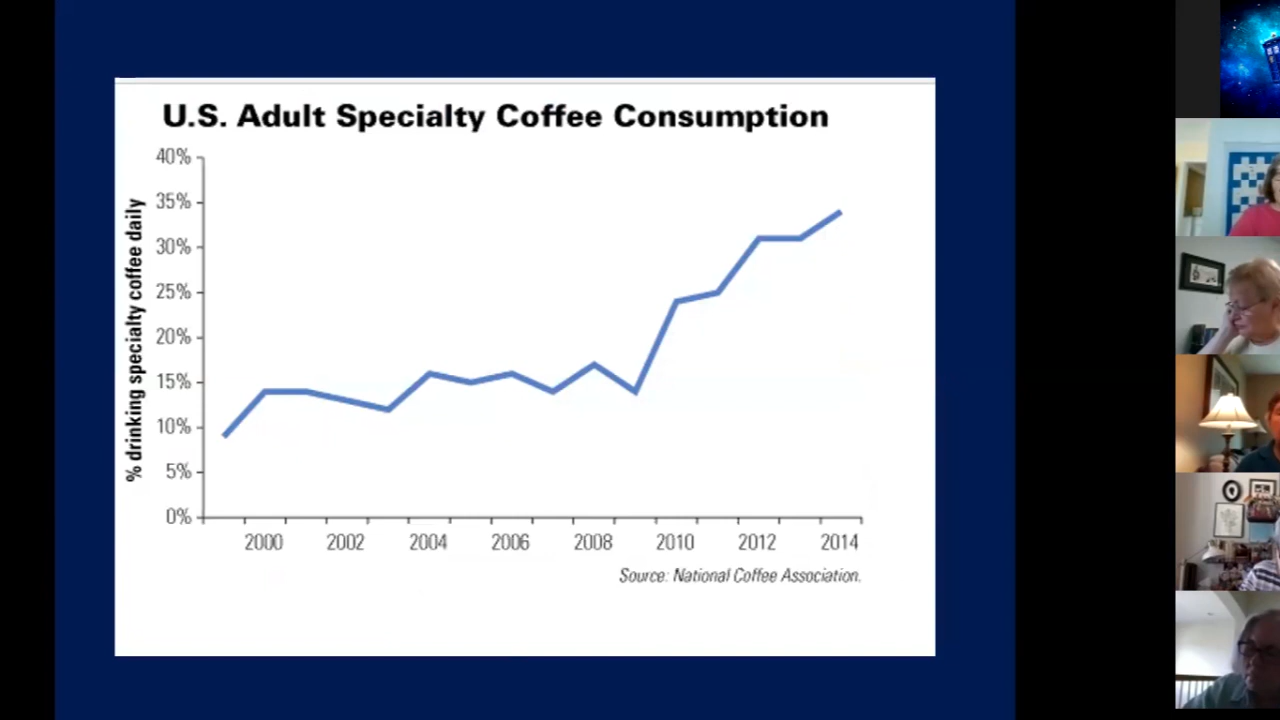 U.S. Adult Specialty Coffee Consumption
% drinking specialty coffee daily
40%
35%
30%
25%
20%
15%
10%
5%
0%
2000 2002 2004 2006 2008 2010 2012 2014
Source: National Coffee Association.